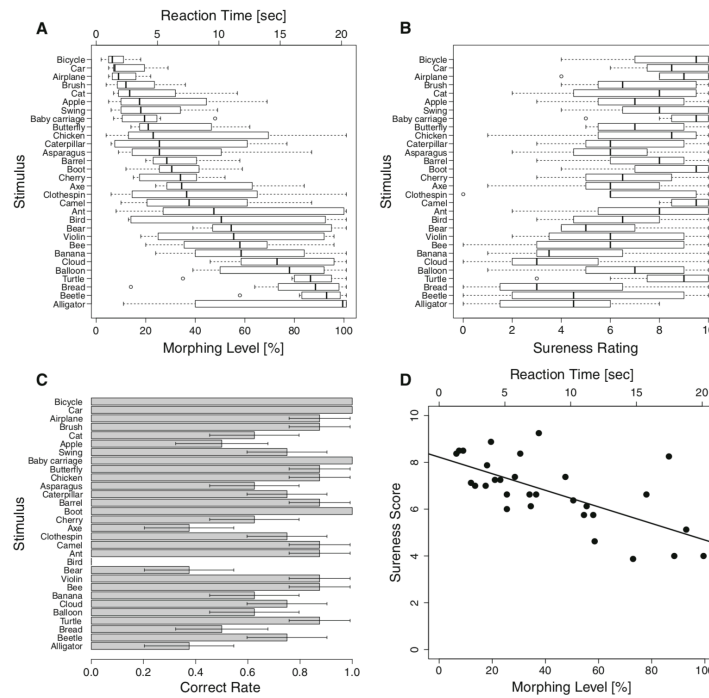 A
Reaction Time [sec]
0 5 10 15 20
Stimulus
Bicycle
Car
Airplane
Brush
Cat
Apple
Swing
Baby carriage
Butterfly
Chicken
Caterpillar
Asparagus
Barrel
Boot
Cherry
Axe
Clothespin
Camel
Ant
Bird
Bear
Violin
Bee
Banana
Cloud
Balloon
Turtle
Bread
Beetle
Alligator
0 20 40 60 80 100
Morphing Level [%]
B
Stimulus
Bicycle
Car
Airplane
Brush
Cat
Apple
Swing
Baby carriage
Butterfly
Chicken
Caterpillar
Asparagus
Barrel
Boot
Cherry
Axe
Clothespin
Camel
Ant
Bird
Bear
Violin
Bee
Banana
Cloud
Balloon
Turtle
Bread
Beetle
Alligator
0 2 4 6 8 10
Sureness Rating
C
Stimulus
Bicycle
Car
Airplane
Brush
Cat
Apple
Swing
Baby carriage
Butterfly
Chicken
Asparagus
Caterpillar
Barrel
Boot
Cherry
Axe
Clothespin
Camel
Ant
Bird
Bear
Violin
Bee
Banana
Cloud
Balloon
Turtle
Bread
Beetle
Alligator
0.0 0.2 0.4 0.6 0.8 1.0
Correct Rate
D
Reaction Time [sec]
0 5 10 15 20
Sureness Score
10
8
6
4
2
0
0 20 40 60 80 100
Morphing Level [%]